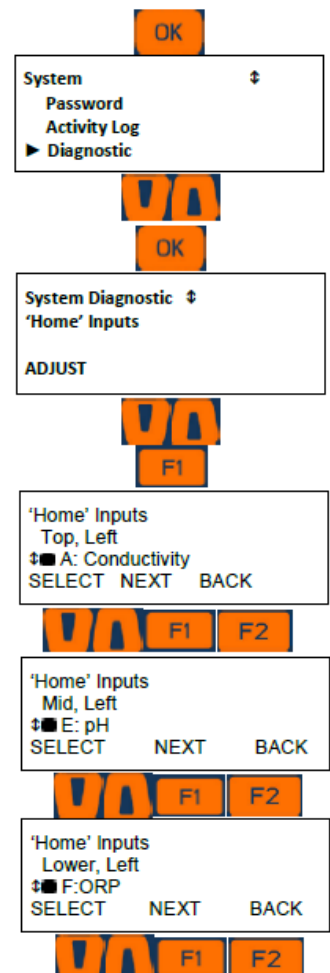 OK
System ↕
Password
Activity Log
► Diagnostic
OK
System Diagnostic ↕
‘Home’ Inputs
ADJUST
F1
‘Home’ Inputs
Top, Left
↕■ A: Conductivity
SELECT NEXT BACK
F1 F2
‘Home’ Inputs
Mid, Left
↕■ E: pH
SELECT NEXT BACK
F1 F2
‘Home’ Inputs
Lower, Left
↕■ F:ORP
SELECT NEXT BACK
F1 F2